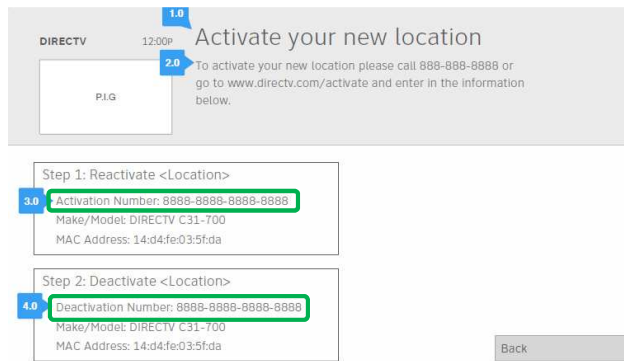 1.0
DIRECTV 12:00P
Activate your new location
2.0
To activate your new location please call 888-888-8888 or
go to www.directv.com/activate and enter in the information
below.
P.I.G
Step 1: Reactivate <Location>
3.0
Activation Number: 8888-8888-8888-8888
Make/Model: DIRECTV C31-700
MAC Address: 14:d4:fe:03:5f:da
Step 2: Deactivate <Location>
4.0
Deactivation Number: 8888-8888-8888-8888
Make/Model: DIRECTV C31-700
MAC Address: 14:d4:fe:03:5f:da
Back